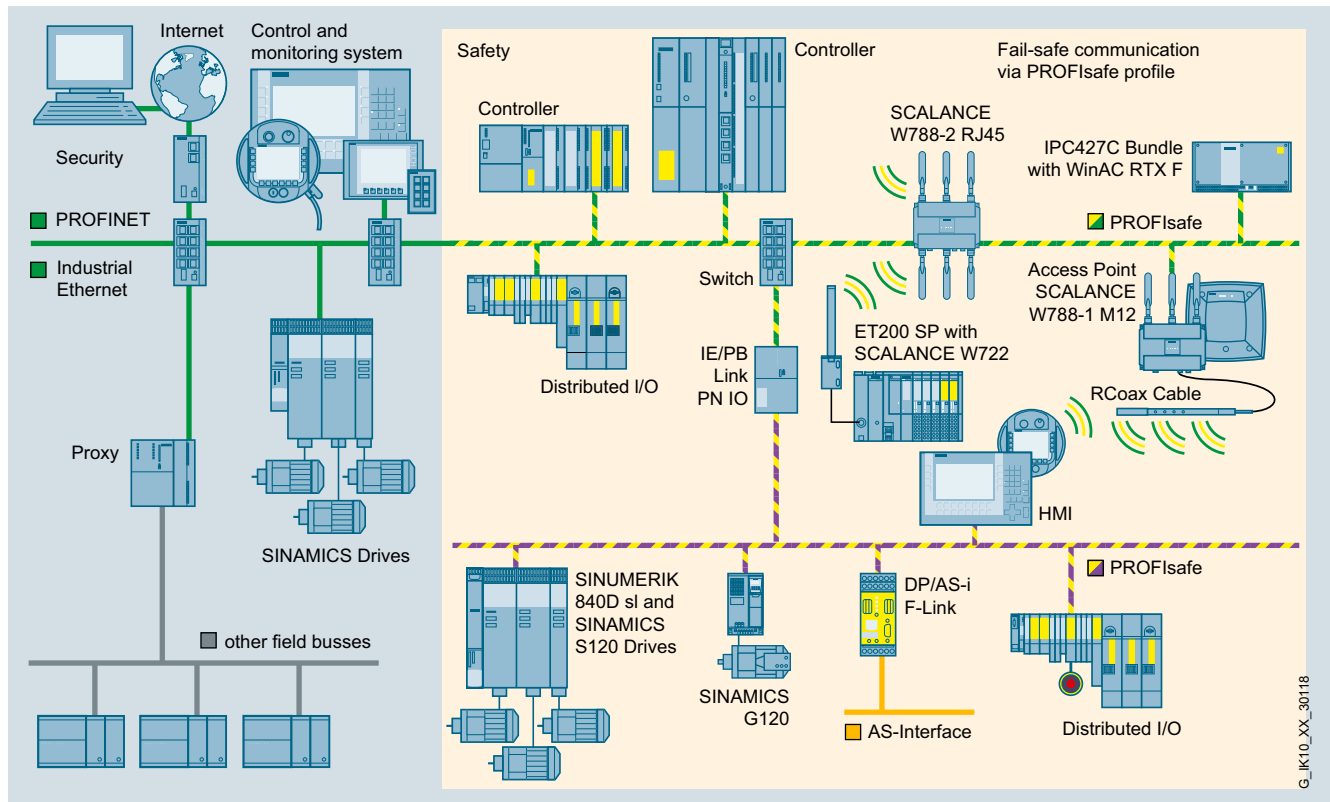 Internet
Control and
monitoring system
Security
PROFINET
Industrial
Ethernet
Proxy
SINAMICS Drives
other field busses
Safety
Controller
Controller
Fail-safe communication
via PROFIsafe profile
SCALANCE
W788-2 RJ45
IPC427C Bundle
with WinAC RTX F
PROFIsafe
Switch
Access Point
SCALANCE
W788-1 M12
Distributed I/O
IE/PB
Link
PN IO
ET200 SP with
SCALANCE W722
RCoax Cable
HMI
SINUMERIK
840D sl and
SINAMICS
S120 Drives
SINAMICS
G120
DP/AS-i
F-Link
PROFIsafe
AS-Interface
Distributed I/O
G_IK10_XX_30118